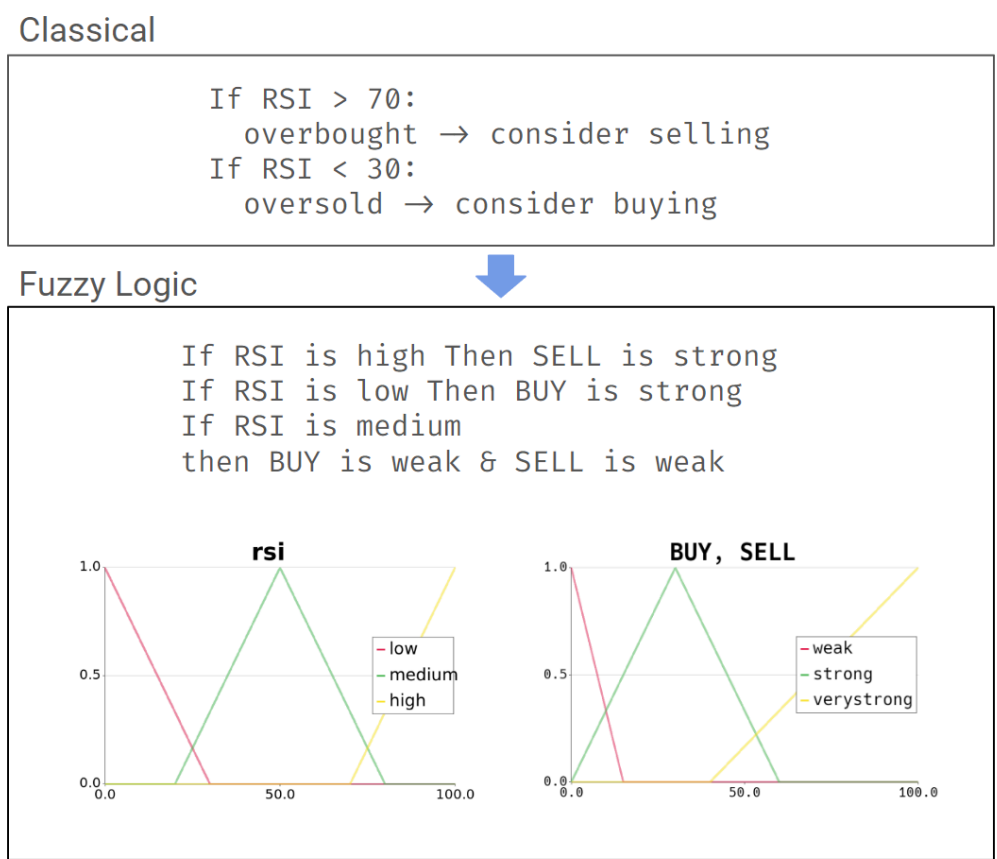 Classical
If RSI > 70:
overbought → consider selling
If RSI < 30:
oversold → consider buying
Fuzzy Logic
If RSI is high Then SELL is strong
If RSI is low Then BUY is strong
If RSI is medium
then BUY is weak & SELL is weak
rsi
1.0
0.5
0.0
0.0
50.0
100.0
low
medium
high
BUY, SELL
1.0
0.5
0.0
0.0
50.0
100.0
weak
strong
verystrong